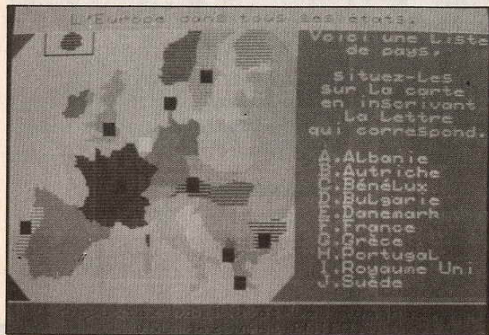 L'Europe dans tous ses états.
Voici une Liste
de pays,
situez-Les
sur La carte
en inscrivant
La Lettre
qui correspond.
A.Albanie
B.Autriche
C.Bénélux
D.Bulgarie
E.Danemark
F.France
G.Grèce
H.Portugal
I.Royaume Uni
J.Suède